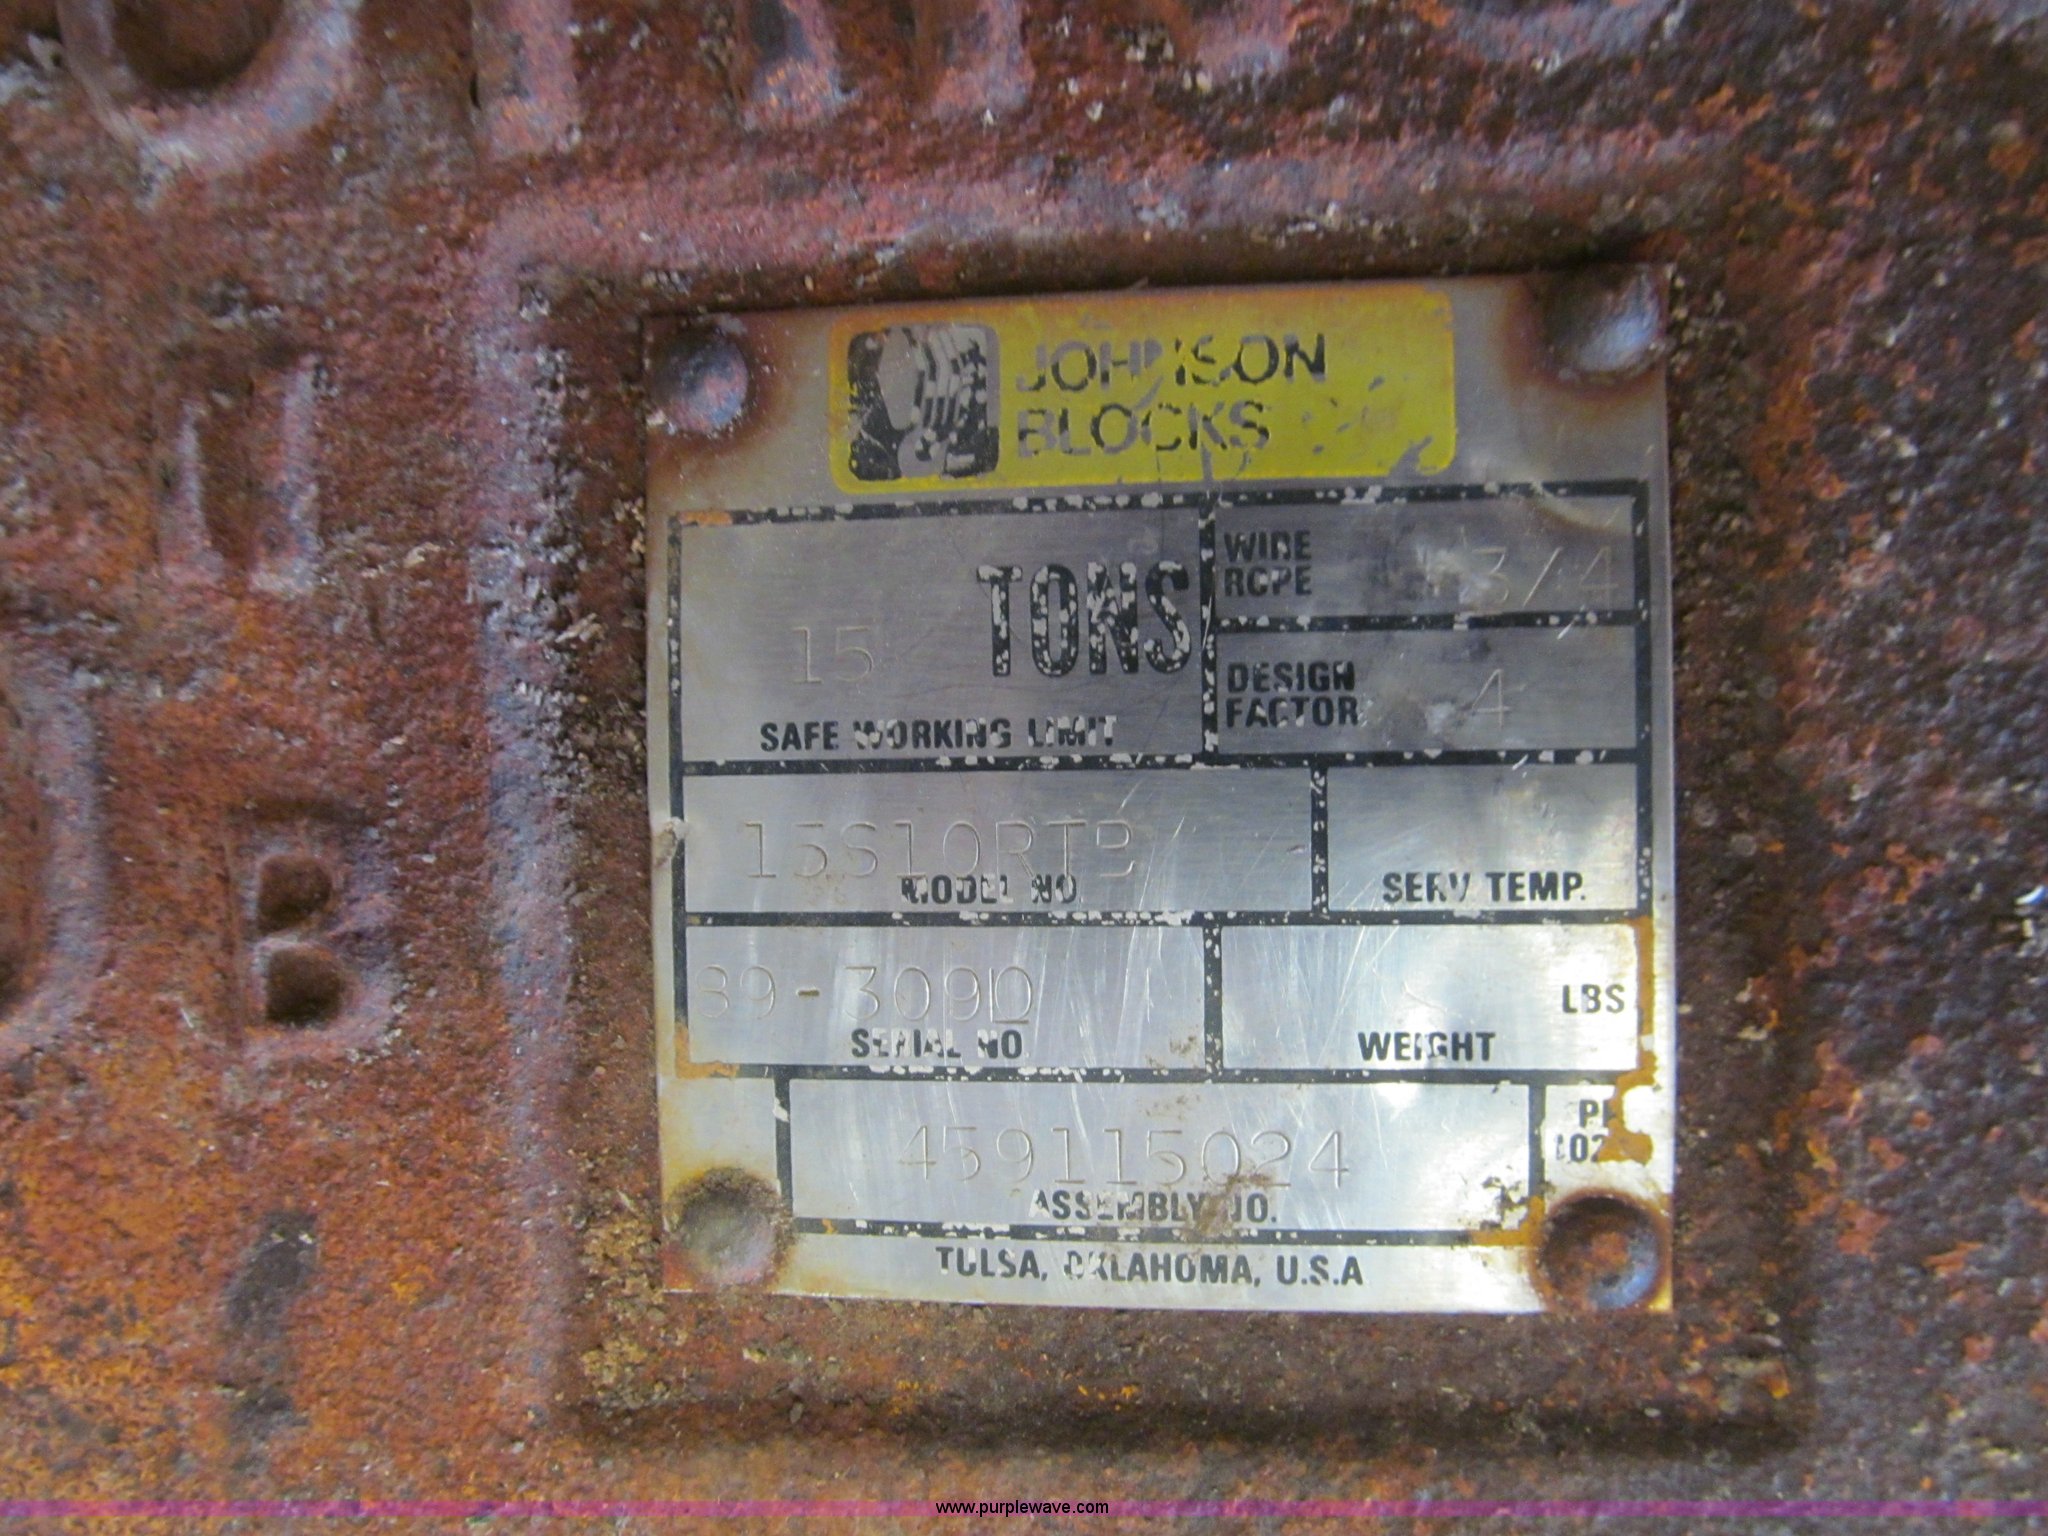 JOHNSON
BLOCKS
15 TONS
SAFE WORKING LIMIT
WIRE
ROPE 3/4
DESIGN
FACTOR 4
15S10RTB
MODEL NO.
SERV. TEMP.
89-309D
SERIAL NO.
LBS
WEIGHT
459115024
ASSEMBLY NO.
TULSA, OKLAHOMA, U.S.A
B
www.purplewave.com